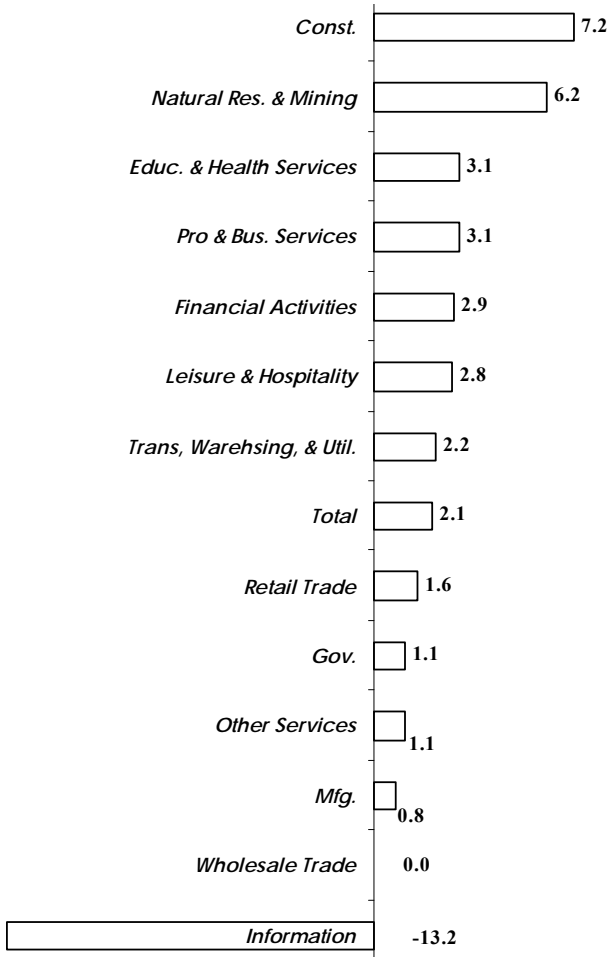 Const. 7.2
Natural Res. & Mining 6.2
Educ. & Health Services 3.1
Pro & Bus. Services 3.1
Financial Activities 2.9
Leisure & Hospitality 2.8
Trans, Warehsing, & Util. 2.2
Total 2.1
Retail Trade 1.6
Gov. 1.1
Other Services 1.1
Mfg. 0.8
Wholesale Trade 0.0
Information -13.2